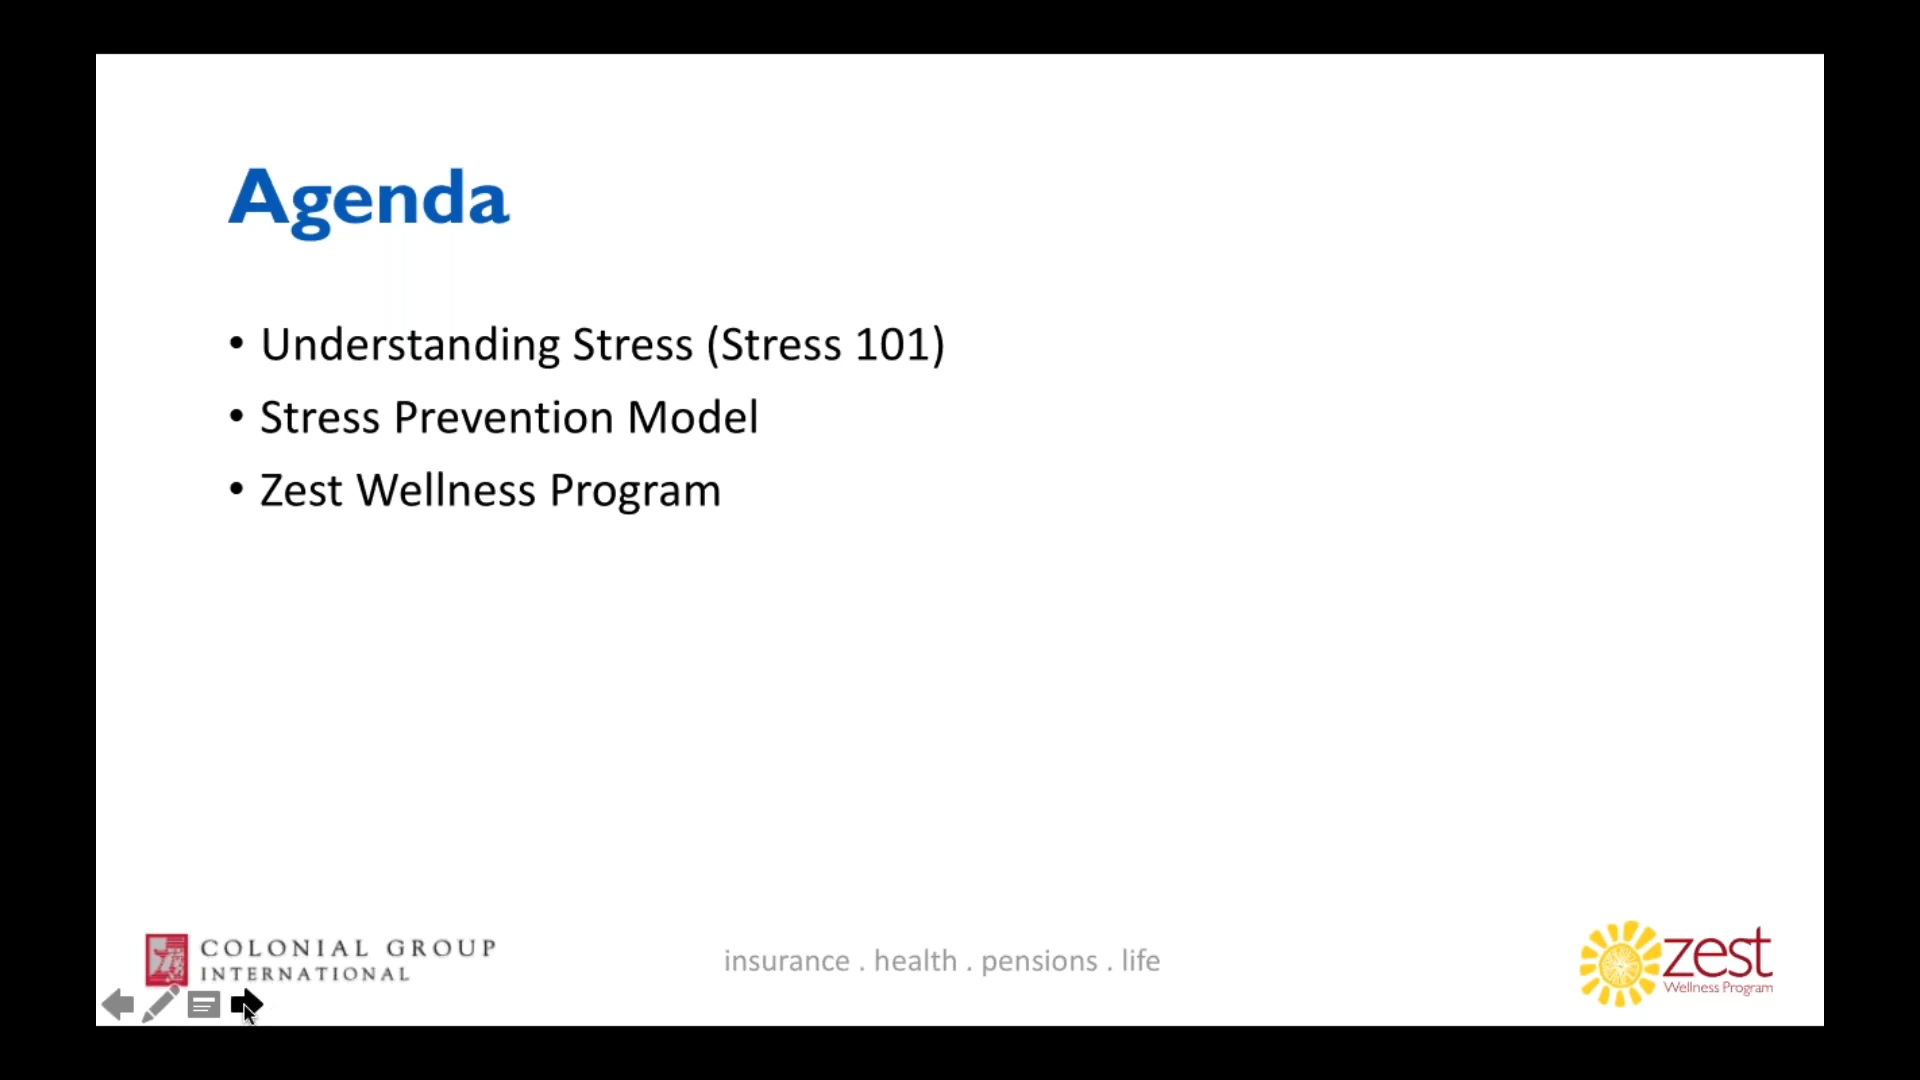 Agenda
• Understanding Stress (Stress 101)
• Stress Prevention Model
• Zest Wellness Program
COLONIAL GROUP
INTERNATIONAL
insurance . health . pensions . life
zest
Wellness Program